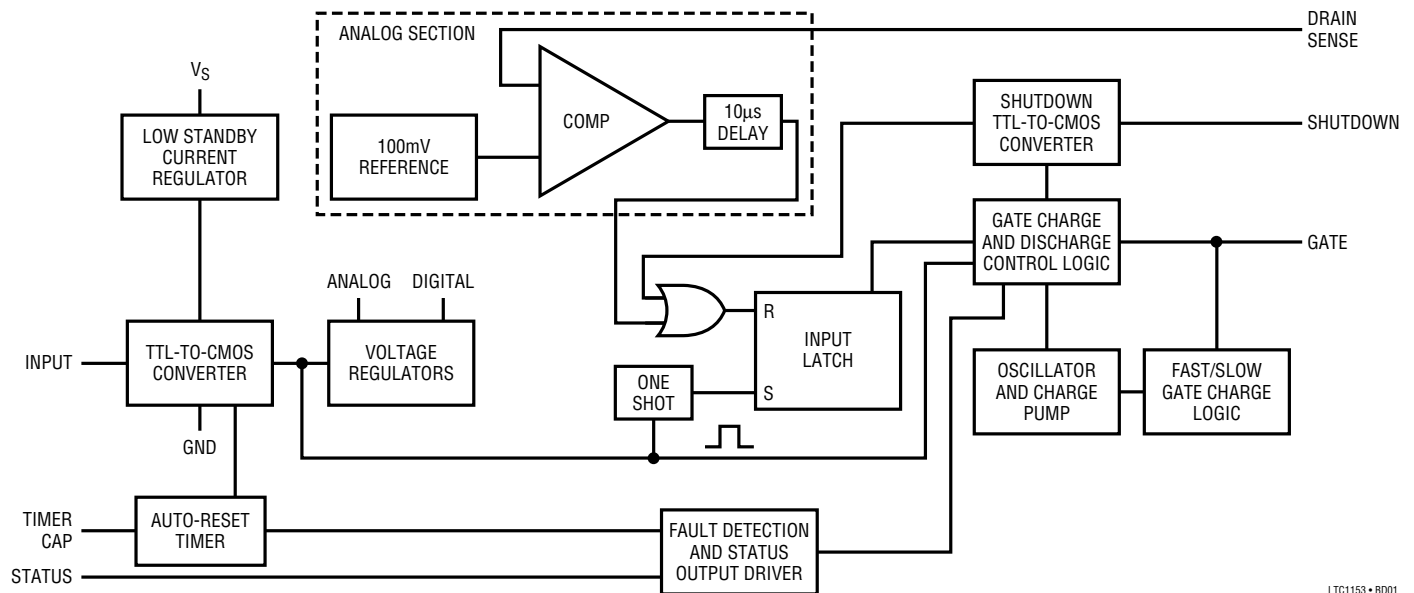 ANALOG SECTION
DRAIN
SENSE
VS
LOW STANDBY
CURRENT
REGULATOR
100mV
REFERENCE
COMP
10µs
DELAY
SHUTDOWN
TTL-TO-CMOS
CONVERTER
SHUTDOWN
GATE CHARGE
AND DISCHARGE
CONTROL LOGIC
GATE
ANALOG
DIGITAL
INPUT
TTL-TO-CMOS
CONVERTER
VOLTAGE
REGULATORS
R
INPUT
LATCH
S
ONE
SHOT
OSCILLATOR
AND CHARGE
PUMP
FAST/SLOW
GATE CHARGE
LOGIC
GND
TIMER
CAP
AUTO-RESET
TIMER
FAULT DETECTION
AND STATUS
OUTPUT DRIVER
STATUS
LTC1153 • BD01